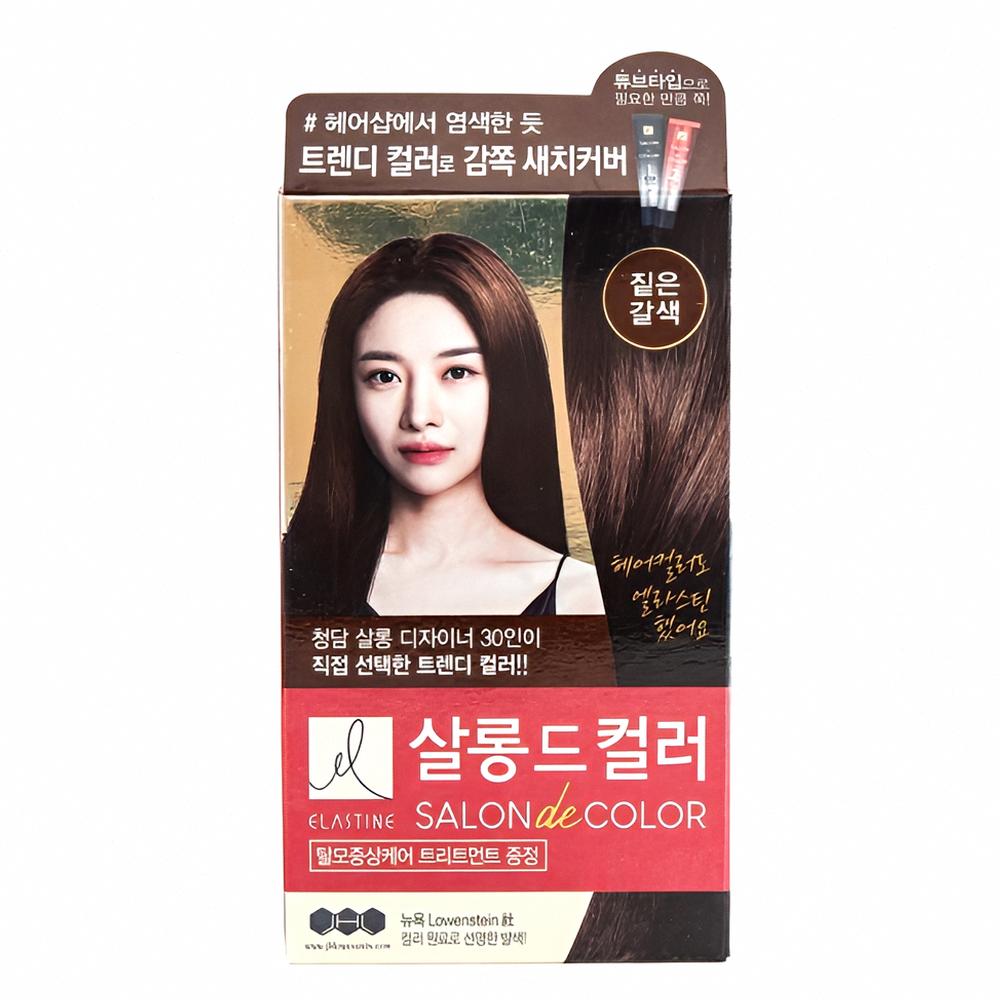 튜브타입으로
필요한 만큼 쭉!
# 헤어샵에서 염색한 듯
트렌디 컬러로 감쪽 새치커버
짙은
갈색
헤어컬러도
엘라스틴
했어요
청담 살롱 디자이너 30인이
직접 선택한 트렌디 컬러!!
살롱 드 컬러
el
ELASTINE
SALON de COLOR
탈모증상케어 트리트먼트 증정
뉴욕 Lowenstein 社
컬러 원료로 선명한 발색!